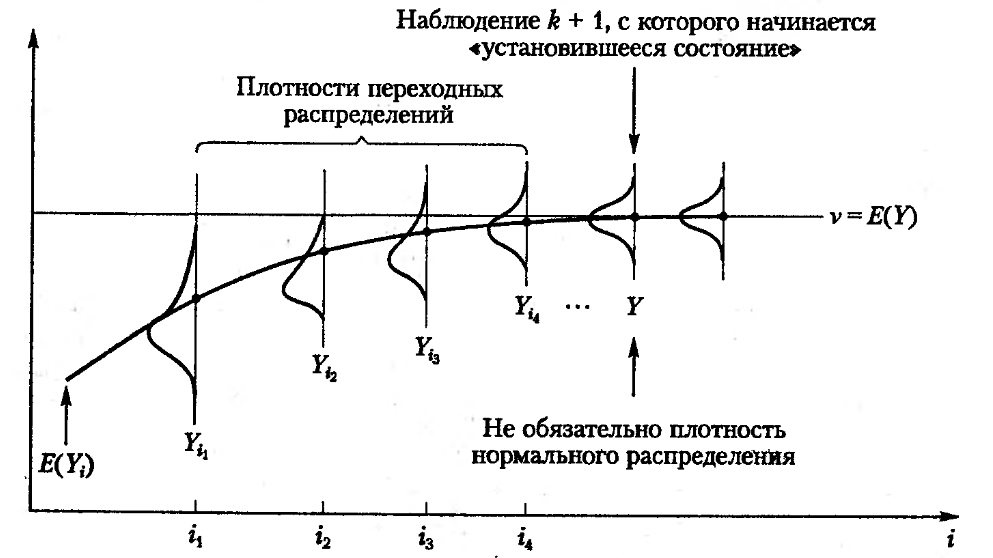 Наблюдение k + 1, с которого начинается
«установившееся состояние»
Плотности переходных
распределений
ν = E(Y)
Y_{i_1}
Y_{i_2}
Y_{i_3}
Y_{i_4}
...
Y
E(Y_i)
Не обязательно плотность
нормального распределения
i_1
i_2
i_3
i_4
i